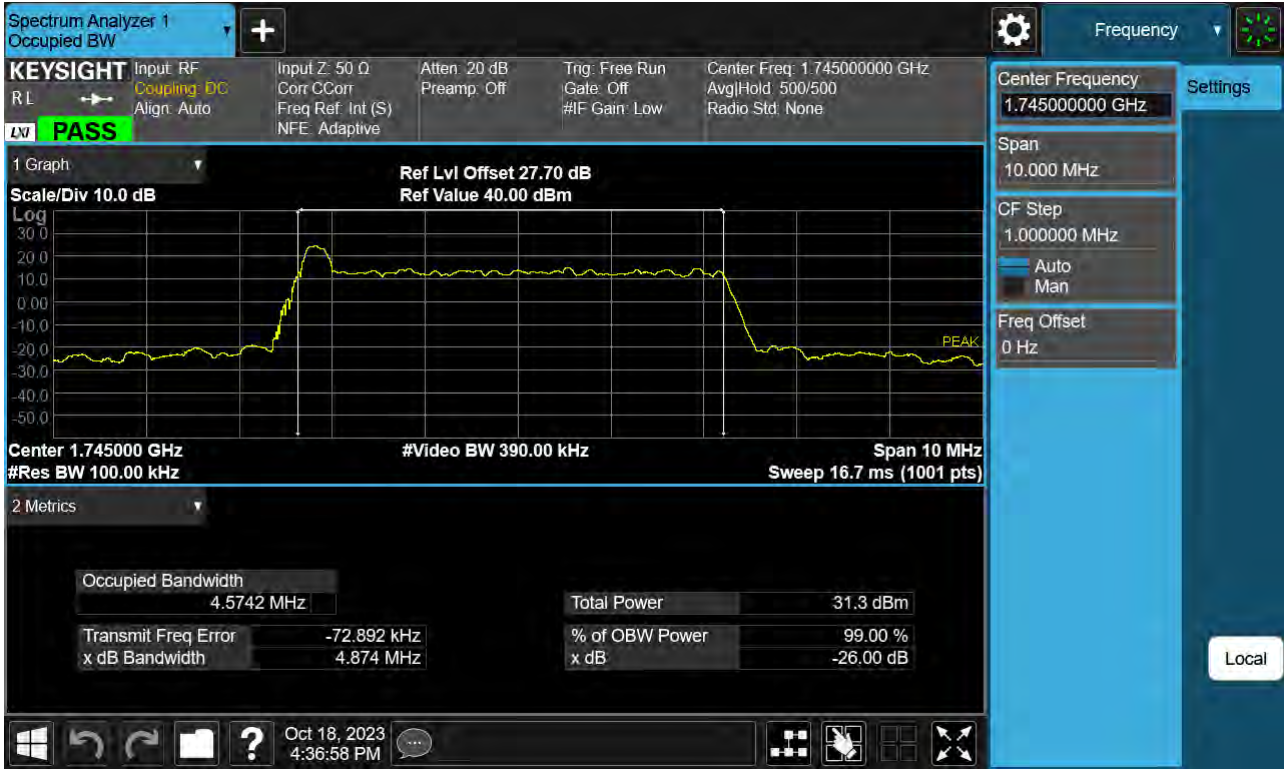 Spectrum Analyzer 1
Occupied BW
Frequency
KEYSIGHT
R L
LXI
PASS
Input: RF
Coupling: DC
Align: Auto
Input Z: 50 Ω
Corr CCorr
Freq Ref: Int (S)
NFE: Adaptive
Atten: 20 dB
Preamp: Off
Trig: Free Run
Gate: Off
#IF Gain: Low
Center Freq: 1.745000000 GHz
Avg|Hold: 500/500
Radio Std: None
Center Frequency
1.745000000 GHz
Settings
Span
10.000 MHz
CF Step
1.000000 MHz
Auto
Man
Freq Offset
0 Hz
Local
1 Graph
Scale/Div 10.0 dB
Ref Lvl Offset 27.70 dB
Ref Value 40.00 dBm
Log
30.0
20.0
10.0
0.00
-10.0
-20.0
-30.0
-40.0
-50.0
PEAK
Center 1.745000 GHz
#Video BW 390.00 kHz
Span 10 MHz
#Res BW 100.00 kHz
Sweep 16.7 ms (1001 pts)
2 Metrics
Occupied Bandwidth
4.5742 MHz
Total Power 31.3 dBm
Transmit Freq Error -72.892 kHz
% of OBW Power 99.00 %
x dB Bandwidth 4.874 MHz
x dB -26.00 dB
?
Oct 18, 2023
4:36:58 PM